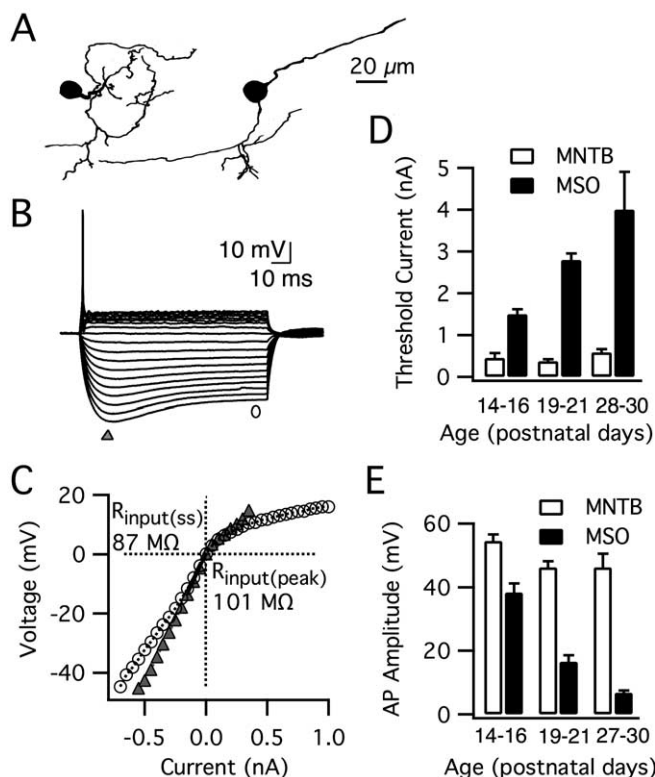 A
20 µm
B
10 mV
10 ms
C
20
0
-20
-40
Voltage (mV)
Rinput(ss)
87 MΩ
Rinput(peak)
101 MΩ
-0.5 0.0 0.5 1.0
Current (nA)
D
MNTB
MSO
5
4
3
2
1
0
Threshold Current (nA)
14-16 19-21 28-30
Age (postnatal days)
E
MNTB
MSO
60
40
20
0
AP Amplitude (mV)
14-16 19-21 27-30
Age (postnatal days)